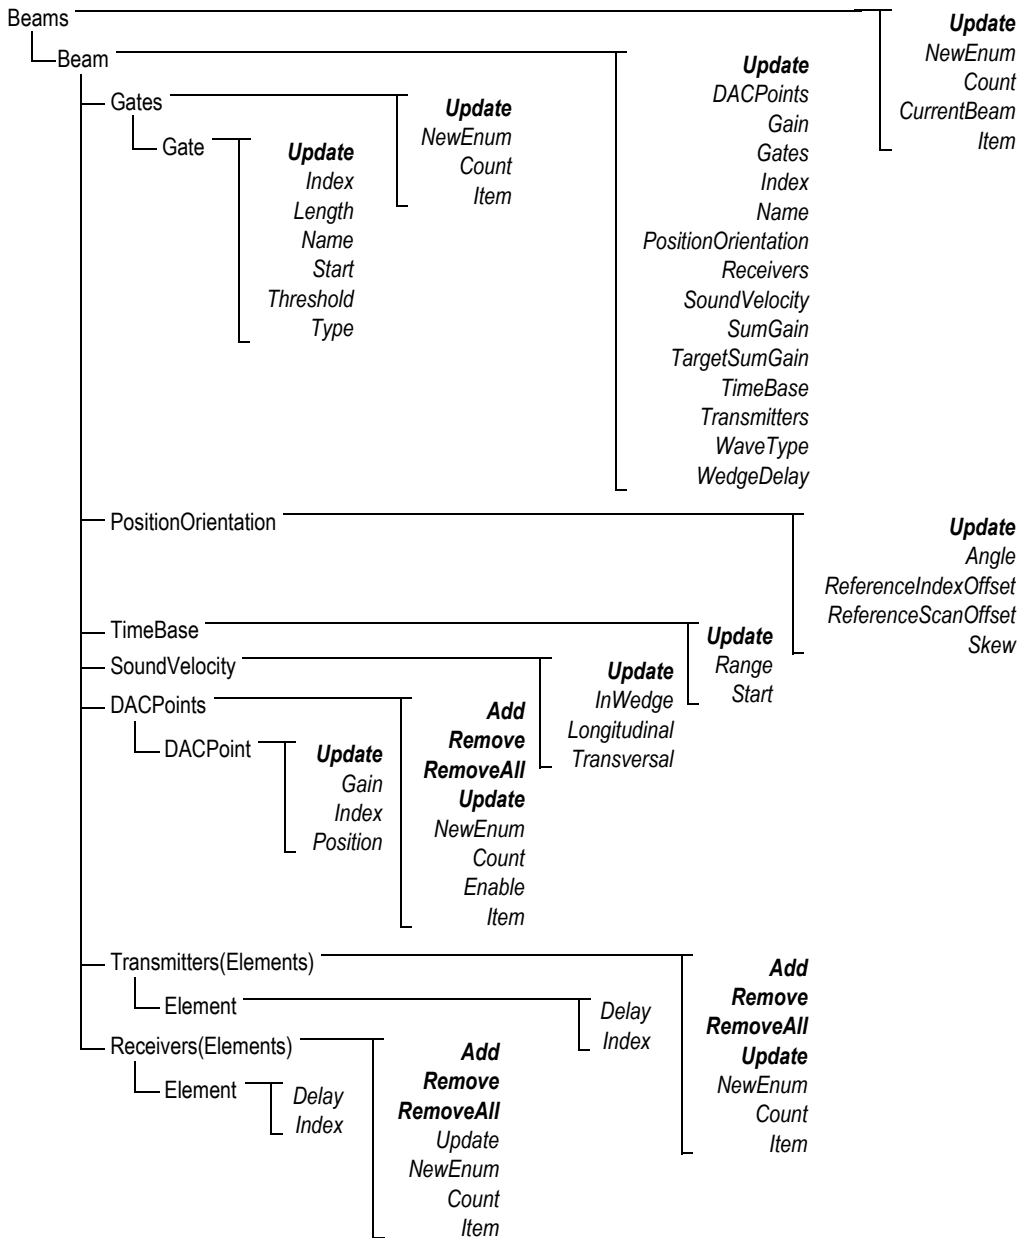 Beams
Update
NewEnum
Count
CurrentBeam
Item
Beam
Update
DACPoints
Gain
Gates
Index
Name
PositionOrientation
Receivers
SoundVelocity
SumGain
TargetSumGain
TimeBase
Transmitters
WaveType
WedgeDelay
Gates
Update
NewEnum
Count
Item
Gate
Update
Index
Length
Name
Start
Threshold
Type
PositionOrientation
Update
Angle
ReferenceIndexOffset
ReferenceScanOffset
Skew
TimeBase
Update
Range
Start
SoundVelocity
Update
InWedge
Longitudinal
Transversal
DACPoints
Add
Remove
RemoveAll
Update
NewEnum
Count
Enable
Item
DACPoint
Update
Gain
Index
Position
Transmitters(Elements)
Add
Remove
RemoveAll
Update
NewEnum
Count
Item
Element
Delay
Index
Receivers(Elements)
Add
Remove
RemoveAll
Update
NewEnum
Count
Item
Element
Delay
Index